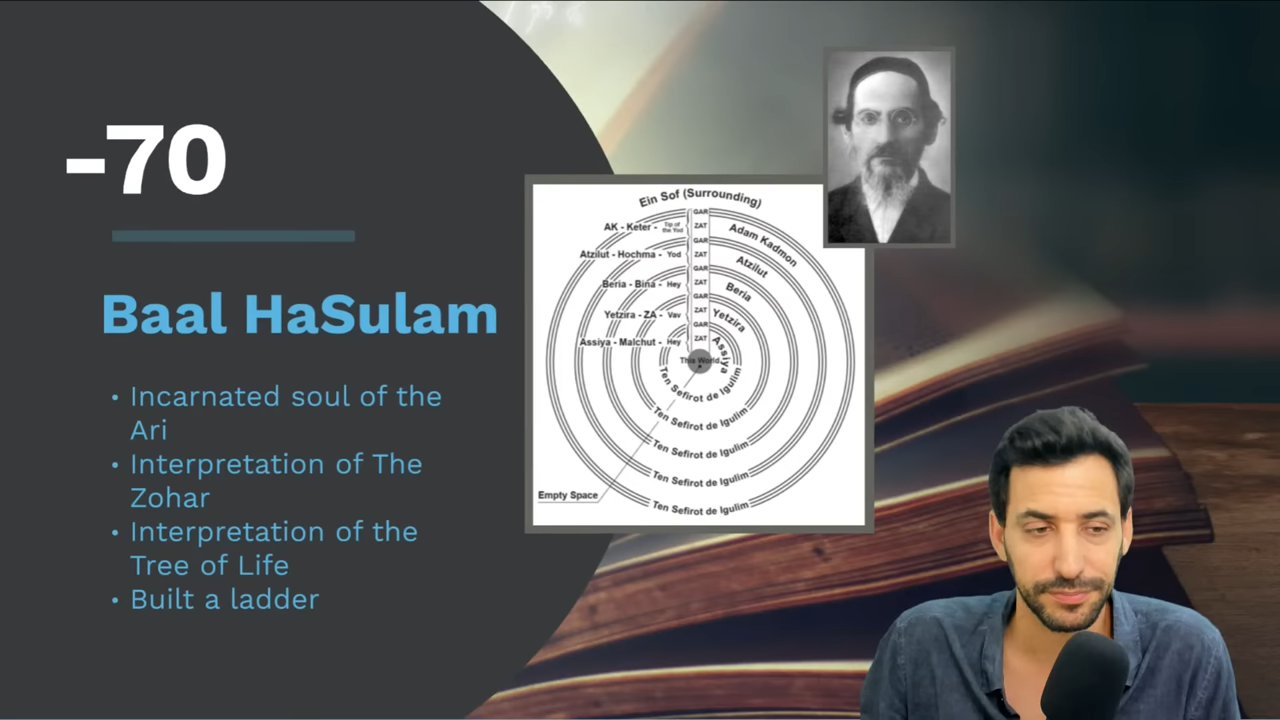 -70
Baal HaSulam
• Incarnated soul of the
Ari
• Interpretation of The
Zohar
• Interpretation of the
Tree of Life
• Built a ladder
Ein Sof (Surrounding)
AK - Keter - Tip of
the Yod
Atzilut - Hochma - Yod
Beria - Bina - Hey
Yetzira - ZA - Vav
Assiya - Malchut - Hey
GAR
ZAT
GAR
ZAT
GAR
ZAT
GAR
ZAT
GAR
ZAT
Adam Kadmon
Atzilut
Beria
Yetzira
Assiya
This World
Ten Sefirot de Igulim
Ten Sefirot de Igulim
Ten Sefirot de Igulim
Ten Sefirot de Igulim
Ten Sefirot de Igulim
Empty Space